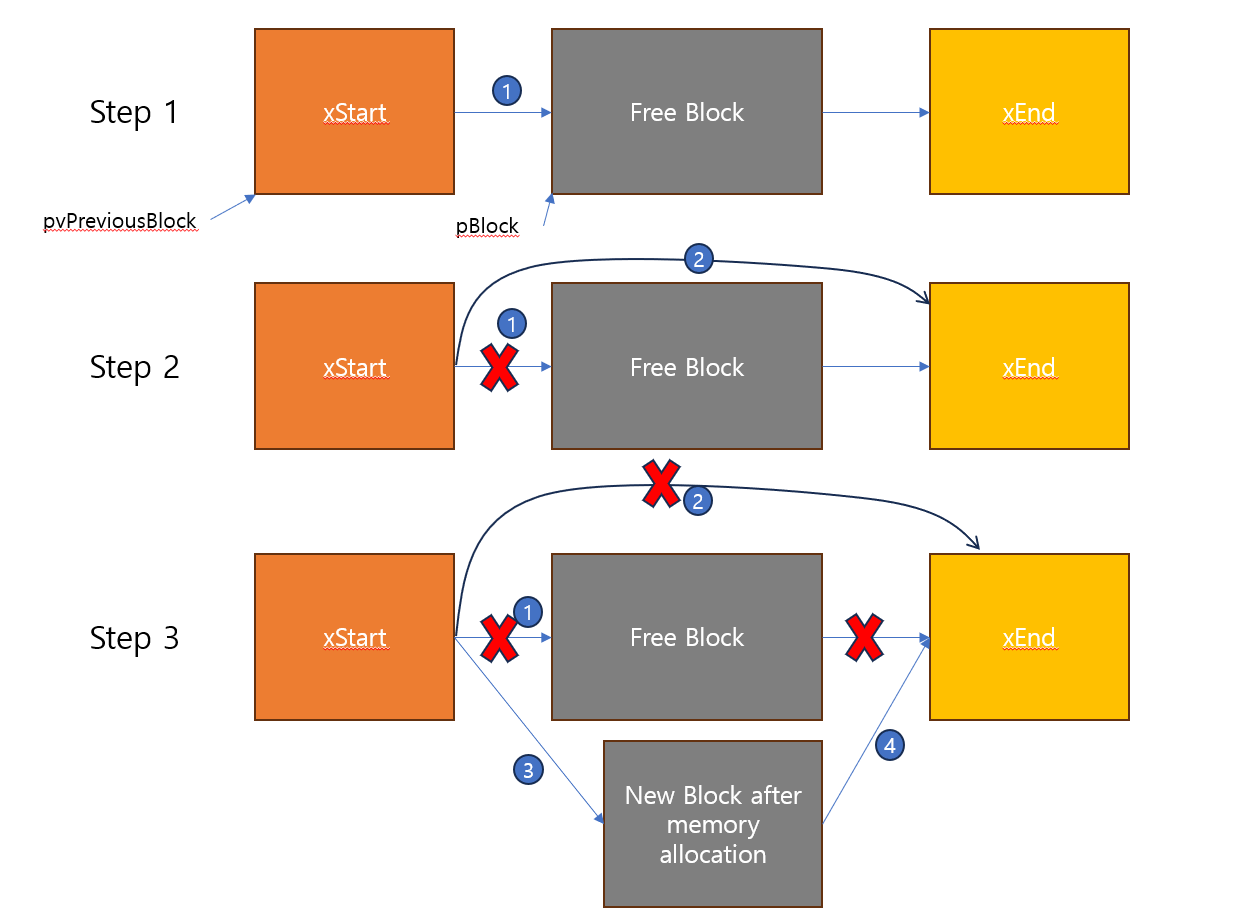 Step 1
xStart
1
Free Block
xEnd
pvPreviousBlock
pBlock
2
Step 2
xStart
1
Free Block
xEnd
2
Step 3
xStart
1
Free Block
xEnd
3
4
New Block after
memory
allocation